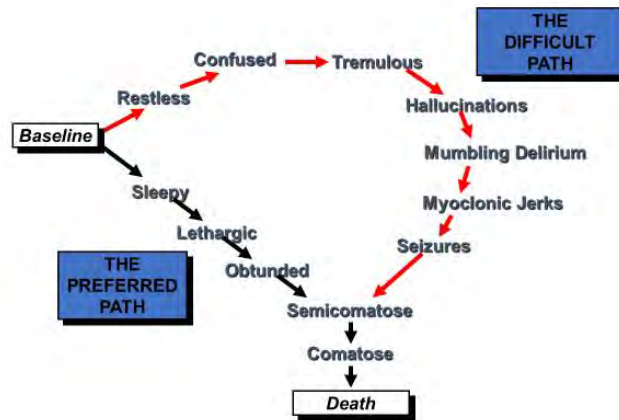 THE
DIFFICULT
PATH
Confused
Tremulous
Restless
Hallucinations
Baseline
Mumbling Delirium
Sleepy
Myoclonic Jerks
Lethargic
Seizures
THE
PREFERRED
PATH
Obtunded
Semicomatose
Comatose
Death